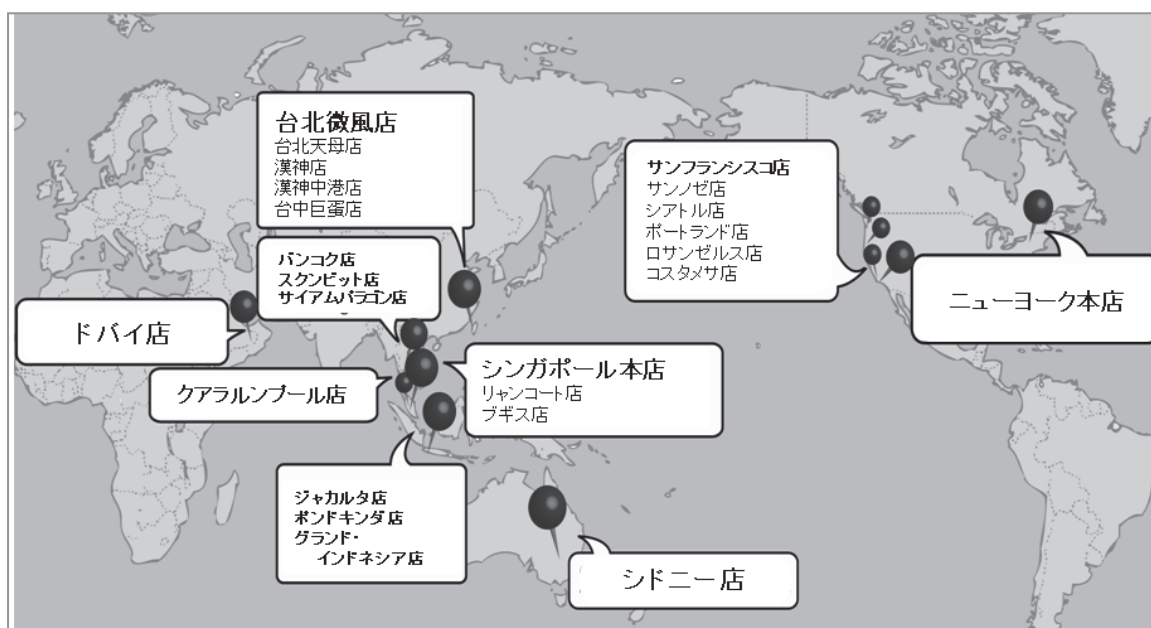 台北微風店
台北天母店
漢神店
漢神中港店
台中巨蛋店
サンフランシスコ店
サンノゼ店
シアトル店
ポートランド店
ロサンゼルス店
コスタメサ店
バンコク店
スクンビット店
サイアムパラゴン店
ニューヨーク本店
ドバイ店
シンガポール本店
リャンコート店
ブギス店
クアラルンプール店
ジャカルタ店
ポンドキンダ店
グランド・
インドネシア店
シドニー店